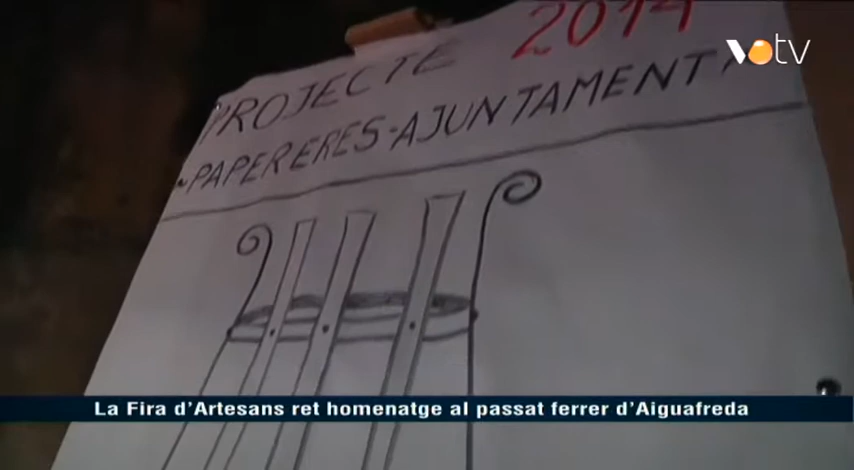 2014
PROJECTE
-PAPERERES-AJUNTAMENT
votv
La Fira d'Artesans ret homenatge al passat ferrer d'Aiguafreda